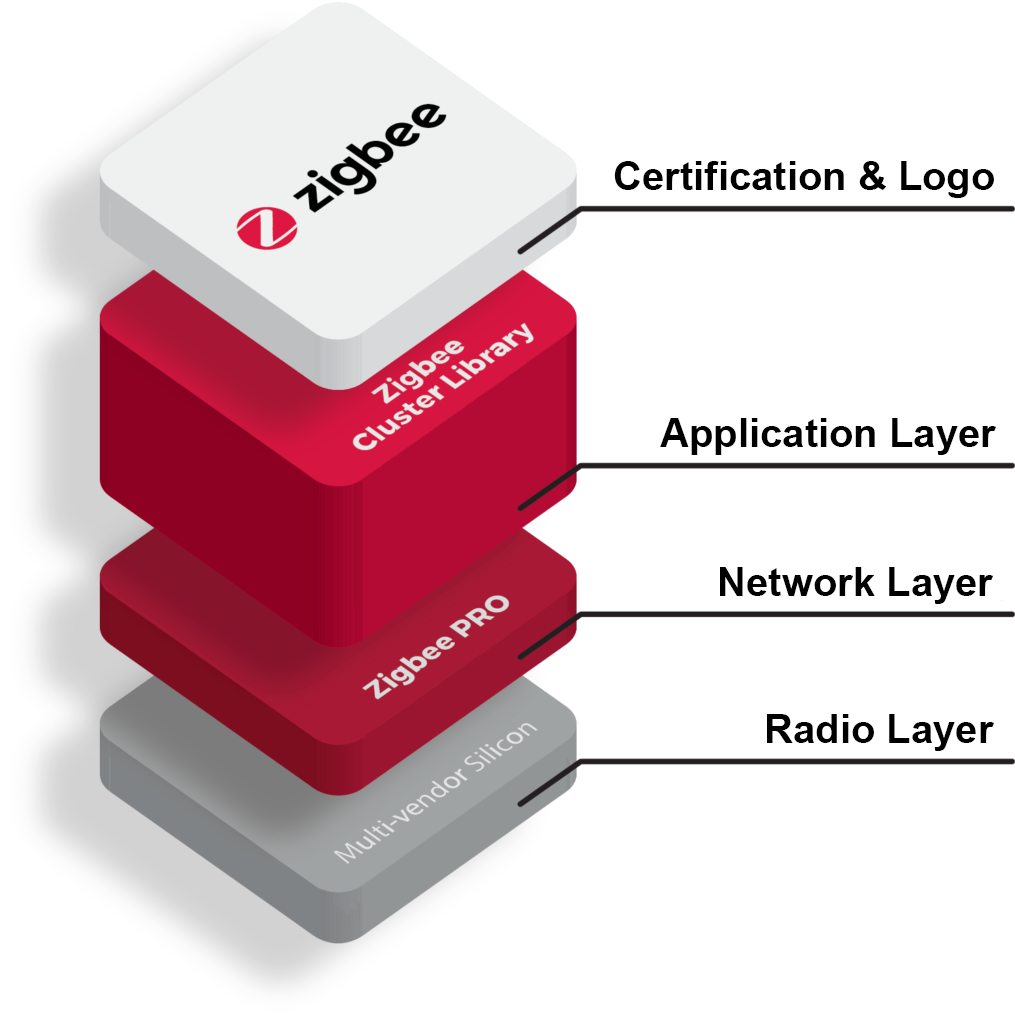 zigbee
Certification & Logo
Zigbee
Cluster Library
Application Layer
Zigbee PRO
Network Layer
Multi-vendor Silicon
Radio Layer